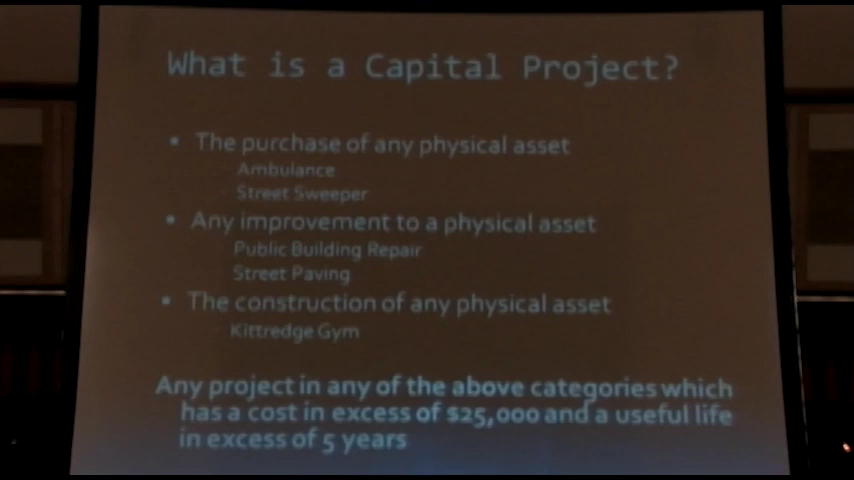 What is a Capital Project?
• The purchase of any physical asset
Ambulance
Street Sweeper
• Any improvement to a physical asset
Public Building Repair
Street Paving
• The construction of any physical asset
Kittredge Gym
Any project in any of the above categories which
has a cost in excess of $25,000 and a useful life
in excess of 5 years